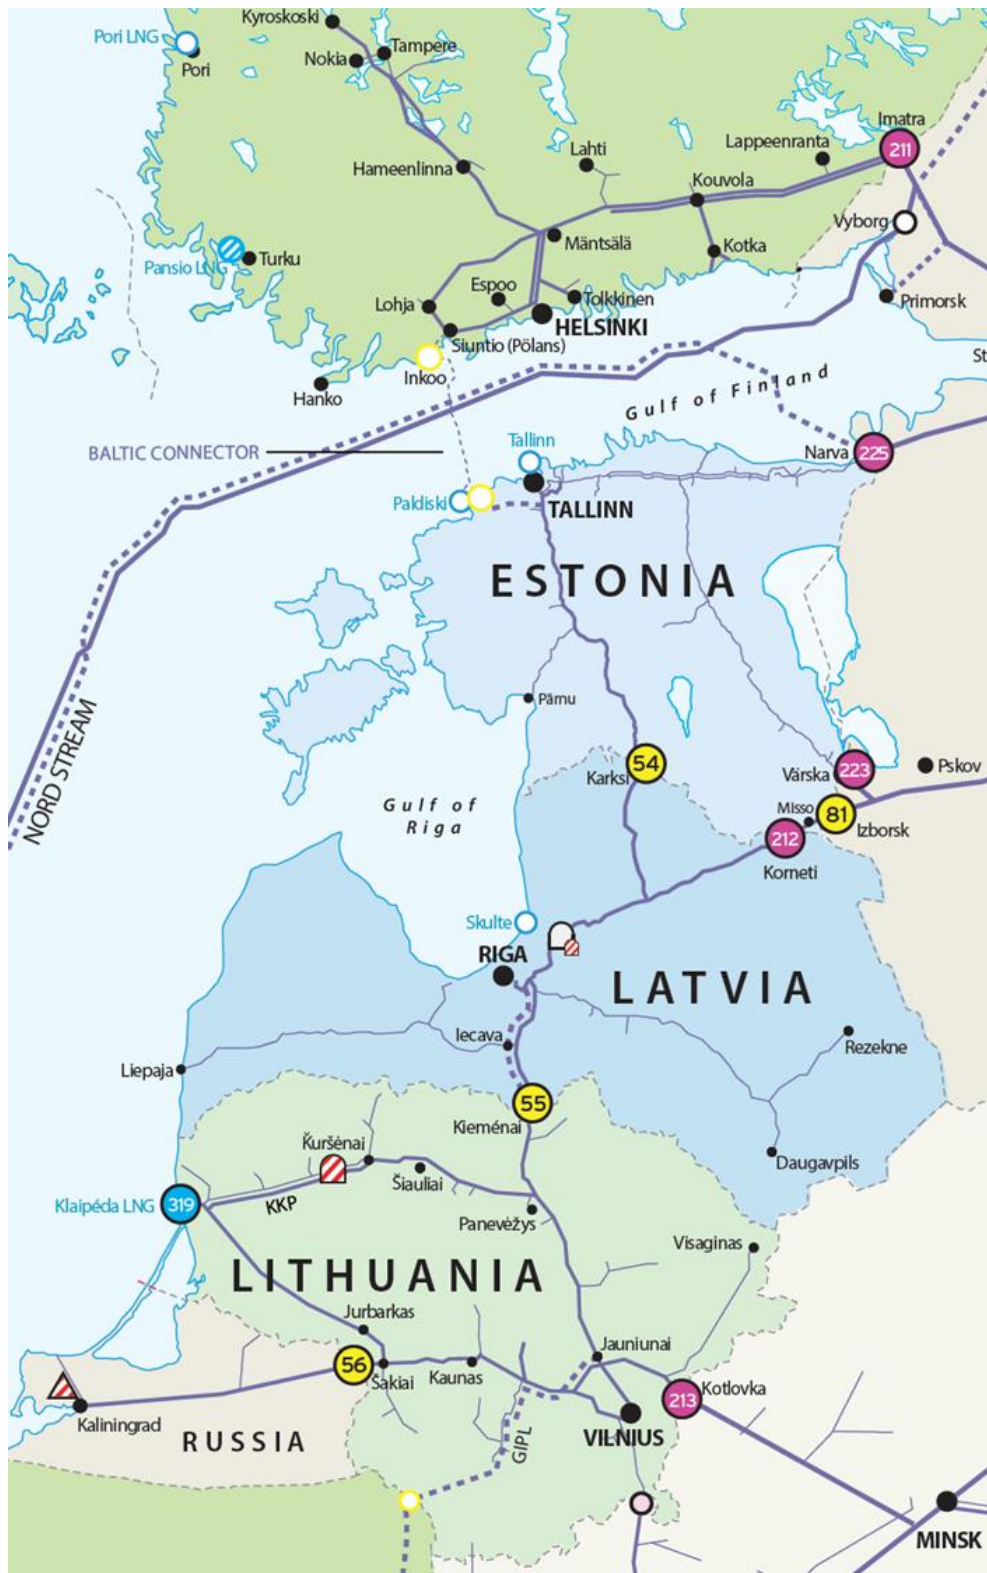 Kyroskoski
Pori LNG
Tampere
Nokia
Pori
Imatra
211
Lahti
Lappeenranta
Hameenlinna
Kouvola
Vyborg
Mäntsälä
Kotka
Turku
Pansio LNG
Espoo
Lohja
Tolkkinen
Primorsk
HELSINKI
Siuntio (Pölans)
St
Inkoo
Hanko
Gulf of Finland
Tallinn
BALTIC CONNECTOR
Narva
225
Paldiski
TALLINN
ESTONIA
Pärnu
NORD STREAM
54
Karksi
Värska
223
Pskov
Gulf of
Riga
Misso
81
Izborsk
212
Korneti
Skulte
RIGA
LATVIA
Iecava
Rezekne
Liepaja
55
Kieménai
Kuršėnai
Daugavpils
Šiauliai
Klaipéda LNG
319
KKP
Panevėžys
Visaginas
LITHUANIA
Jurbarkas
Jauniunai
56
Šakiai
Kaunas
Kotlovka
213
Kaliningrad
VILNIUS
RUSSIA
GIPL
MINSK